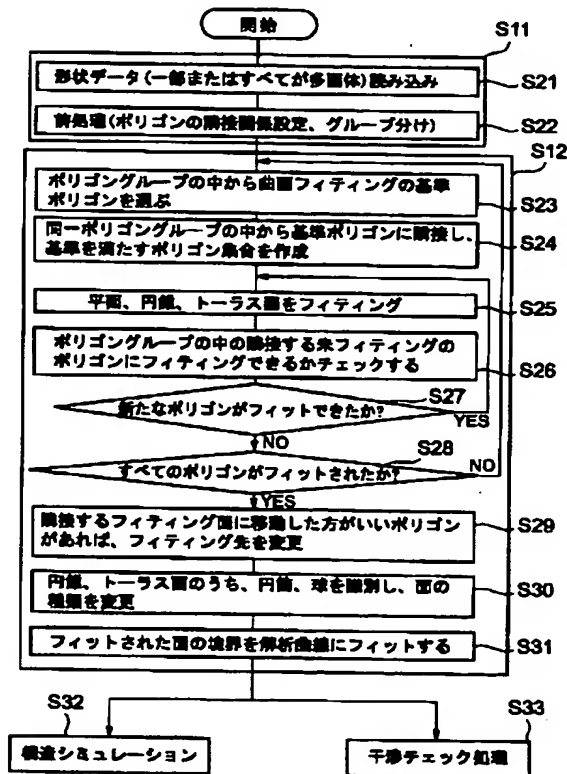 開始
S11
形状データ(一部またはすべてが多面体)読み込み
S21
前処理(ポリゴンの隣接関係設定、グループ分け)
S22
S12
ポリゴングループの中から曲面フィティングの基準
ポリゴンを選ぶ
S23
同一ポリゴングループの中から基準ポリゴンに隣接し、
基準を満たすポリゴン集合を作成
S24
平面、円錐、トーラス面をフィティング
S25
ポリゴングループの中の隣接する未フィティングの
ポリゴンにフィティングできるかチェックする
S26
新たなポリゴンがフィットできたか?
S27
YES
NO
S28
すべてのポリゴンがフィットされたか?
NO
YES
隣接するフィティング面に移動した方がいいポリゴン
があれば、フィティング先を変更
S29
円錐、トーラス面のうち、円筒、球を識別し、面の
種類を変更
S30
フィットされた面の境界を解析曲線にフィットする
S31
S32
S33
構造シミュレーション
干渉チェック処理